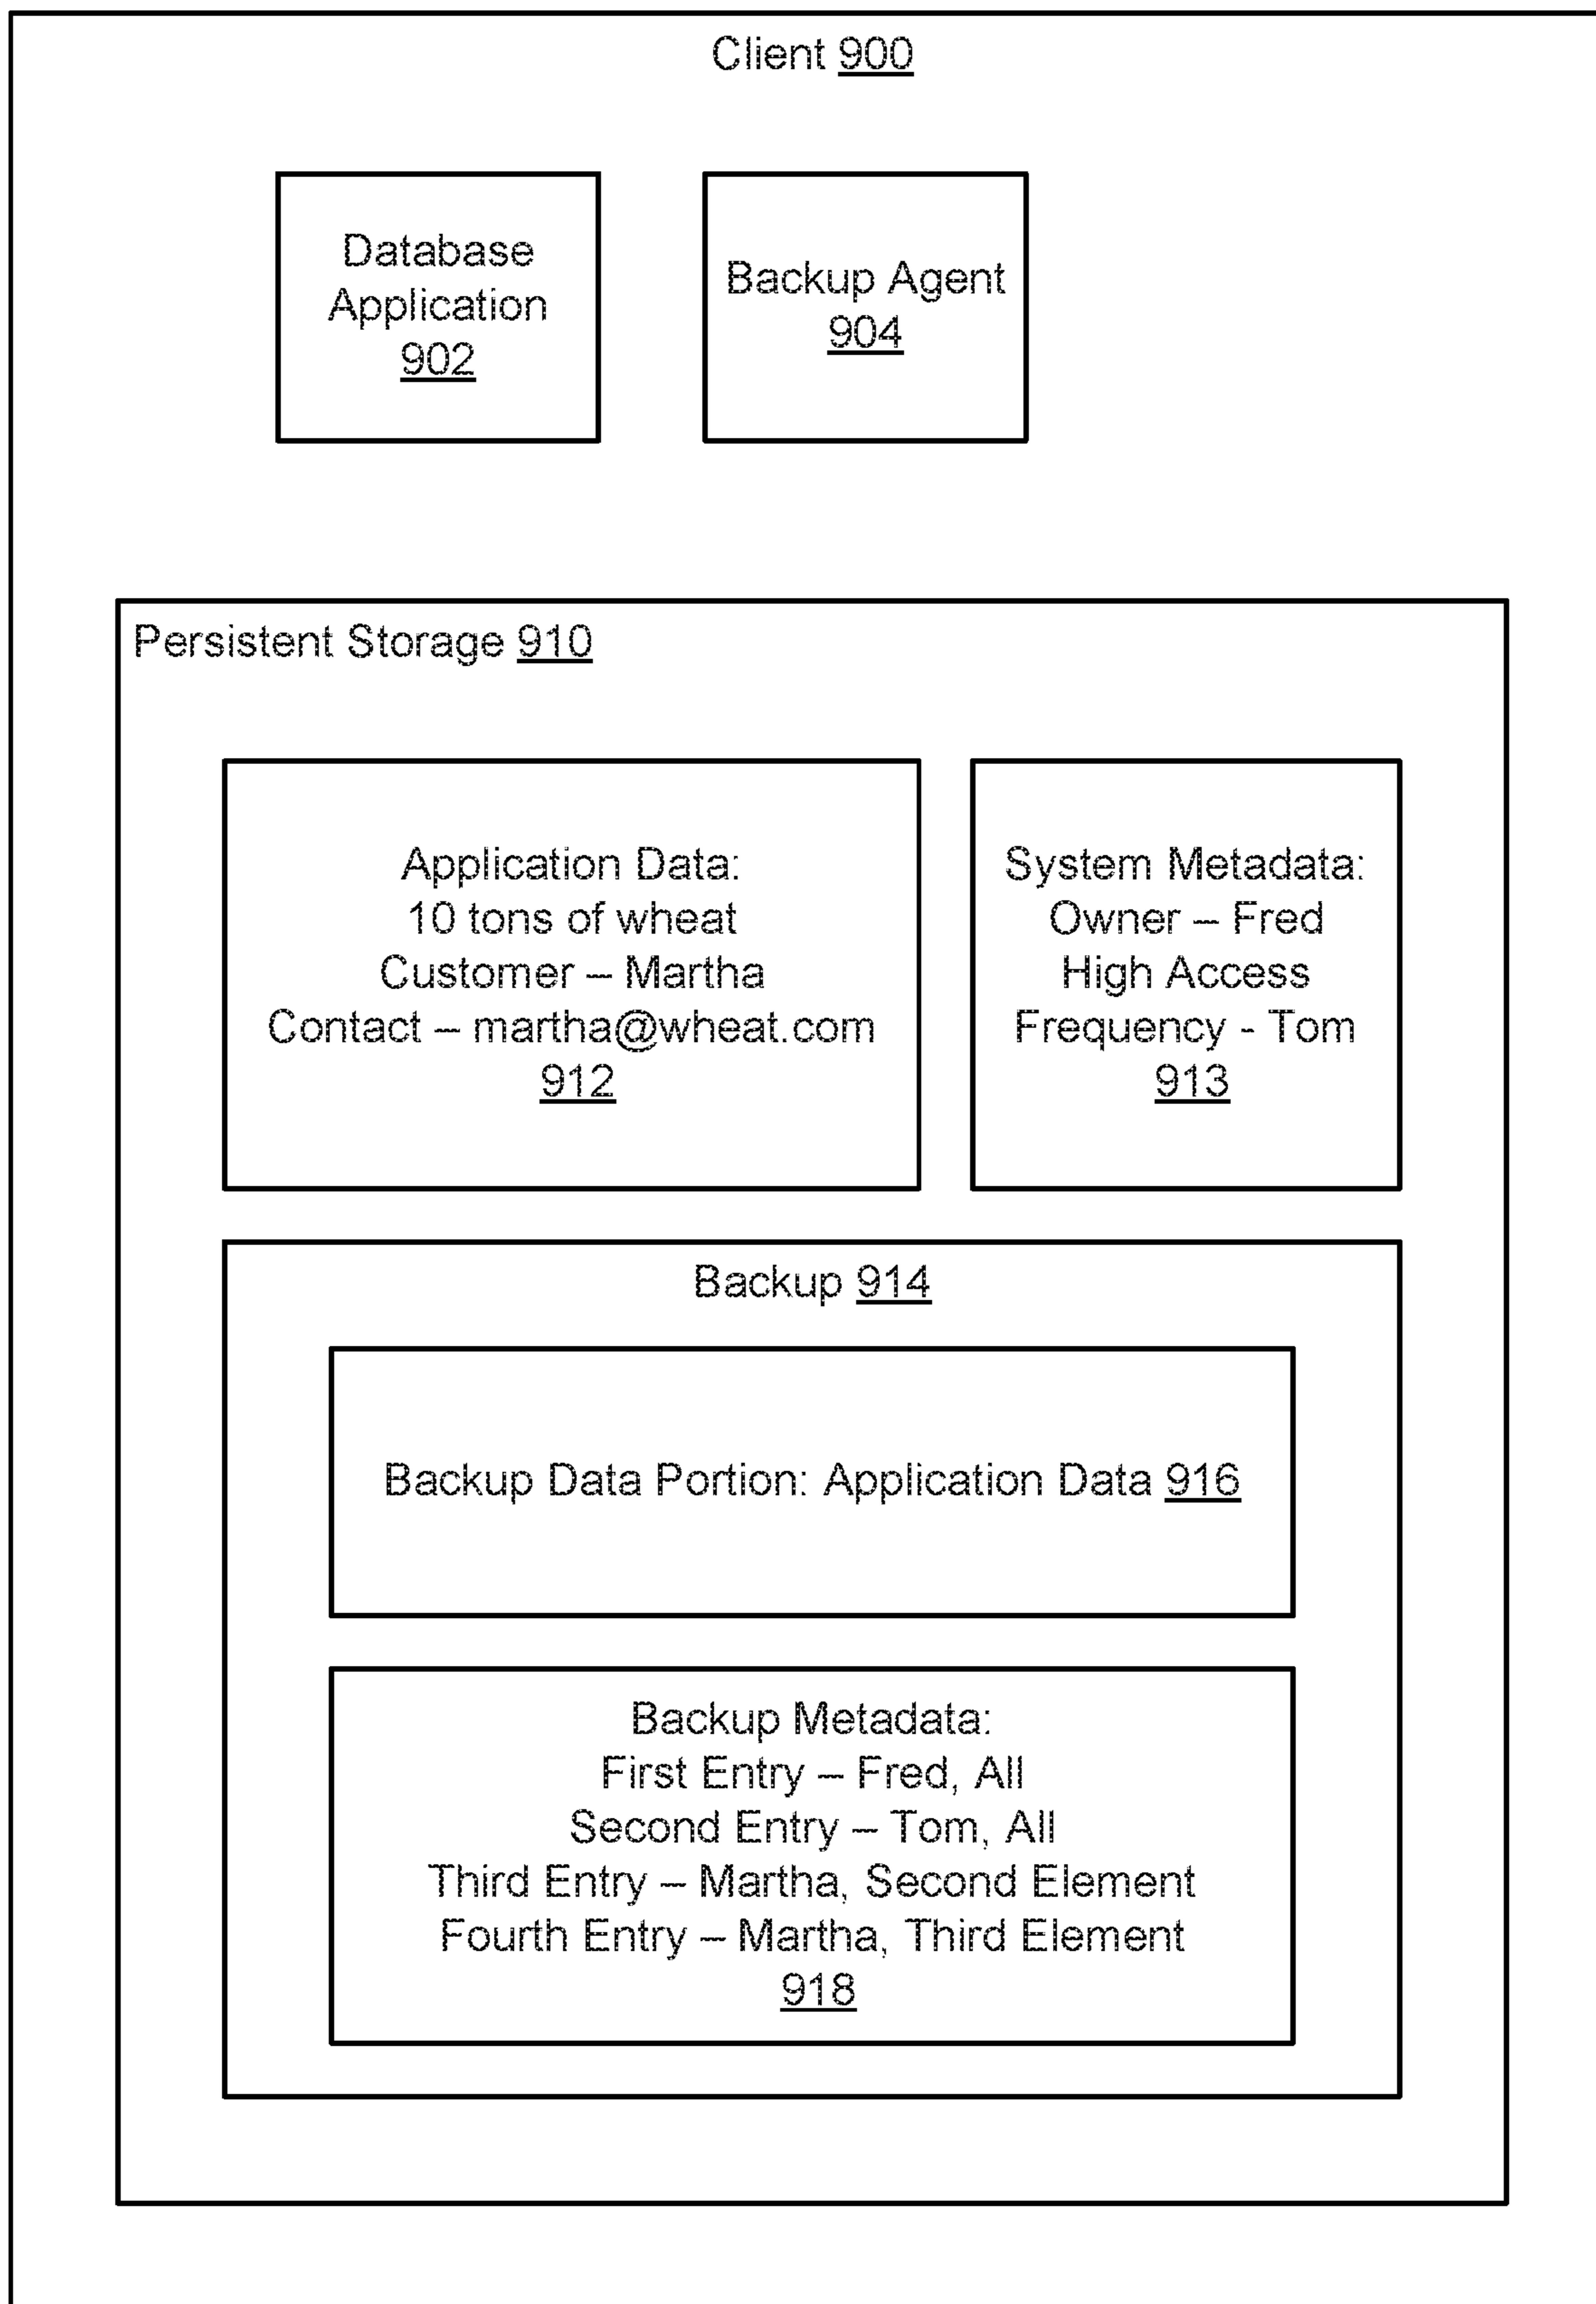 Client 900
Database
Application
902
Backup Agent
904
Persistent Storage 910
Application Data:
10 tons of wheat
Customer – Martha
Contact – martha@wheat.com
912
System Metadata:
Owner – Fred
High Access
Frequency - Tom
913
Backup 914
Backup Data Portion: Application Data 916
Backup Metadata:
First Entry – Fred, All
Second Entry – Tom, All
Third Entry – Martha, Second Element
Fourth Entry – Martha, Third Element
918